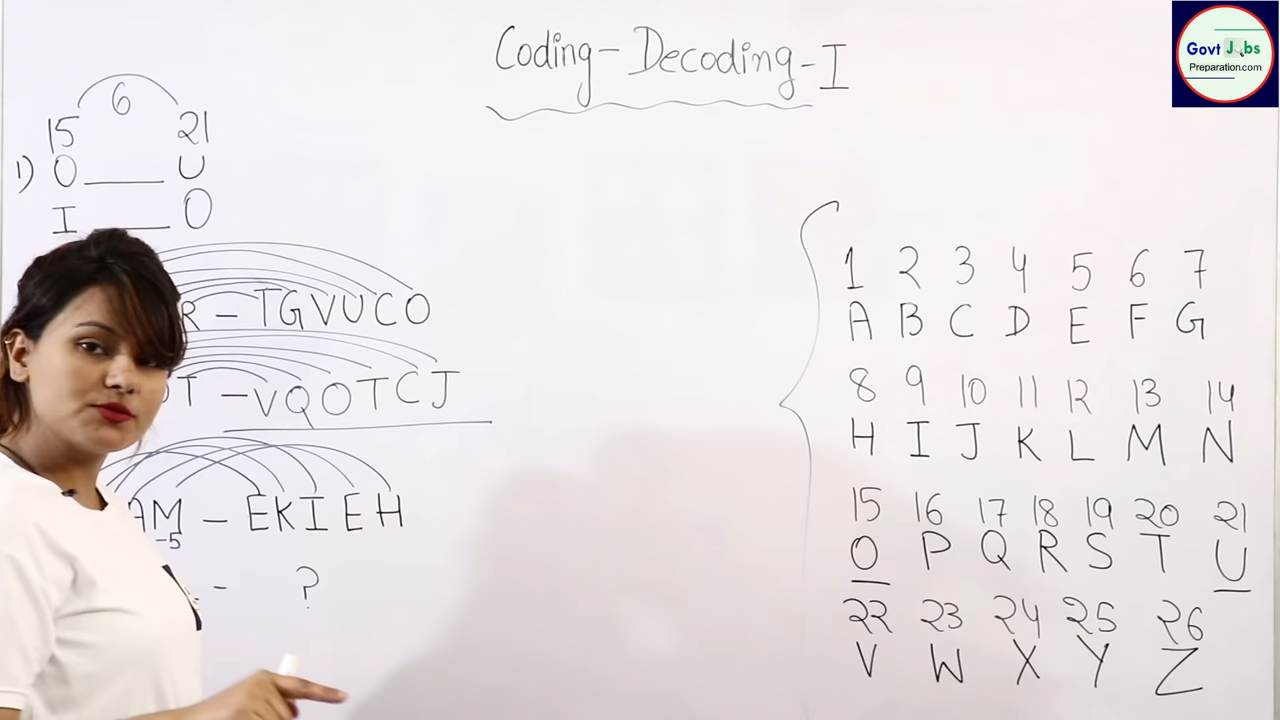 Coding - Decoding - I
Govt Jobs
Preparation.com
6
15 21
1) O ___ U
I ___ O
R - TGVUCO
T - VQOTCJ
AM - EKIEH
-5
- ?
1 2 3 4 5 6 7
A B C D E F G
8 9 10 11 12 13 14
H I J K L M N
15 16 17 18 19 20 21
O P Q R S T U
22 23 24 25 26
V W X Y Z